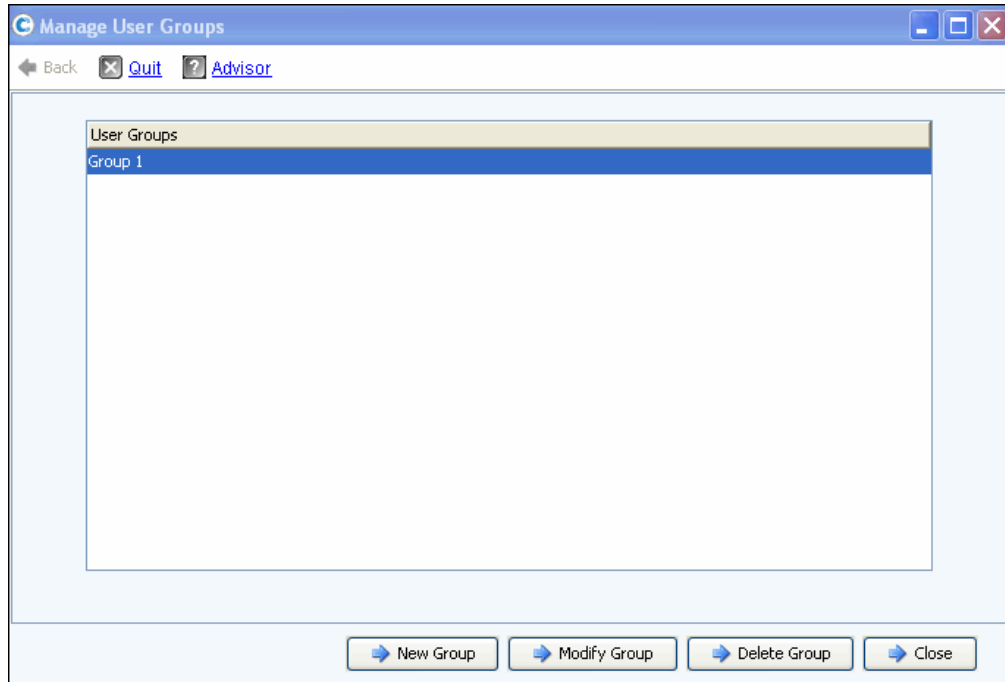 Manage User Groups
Back Quit Advisor
User Groups
Group 1
New Group Modify Group Delete Group Close